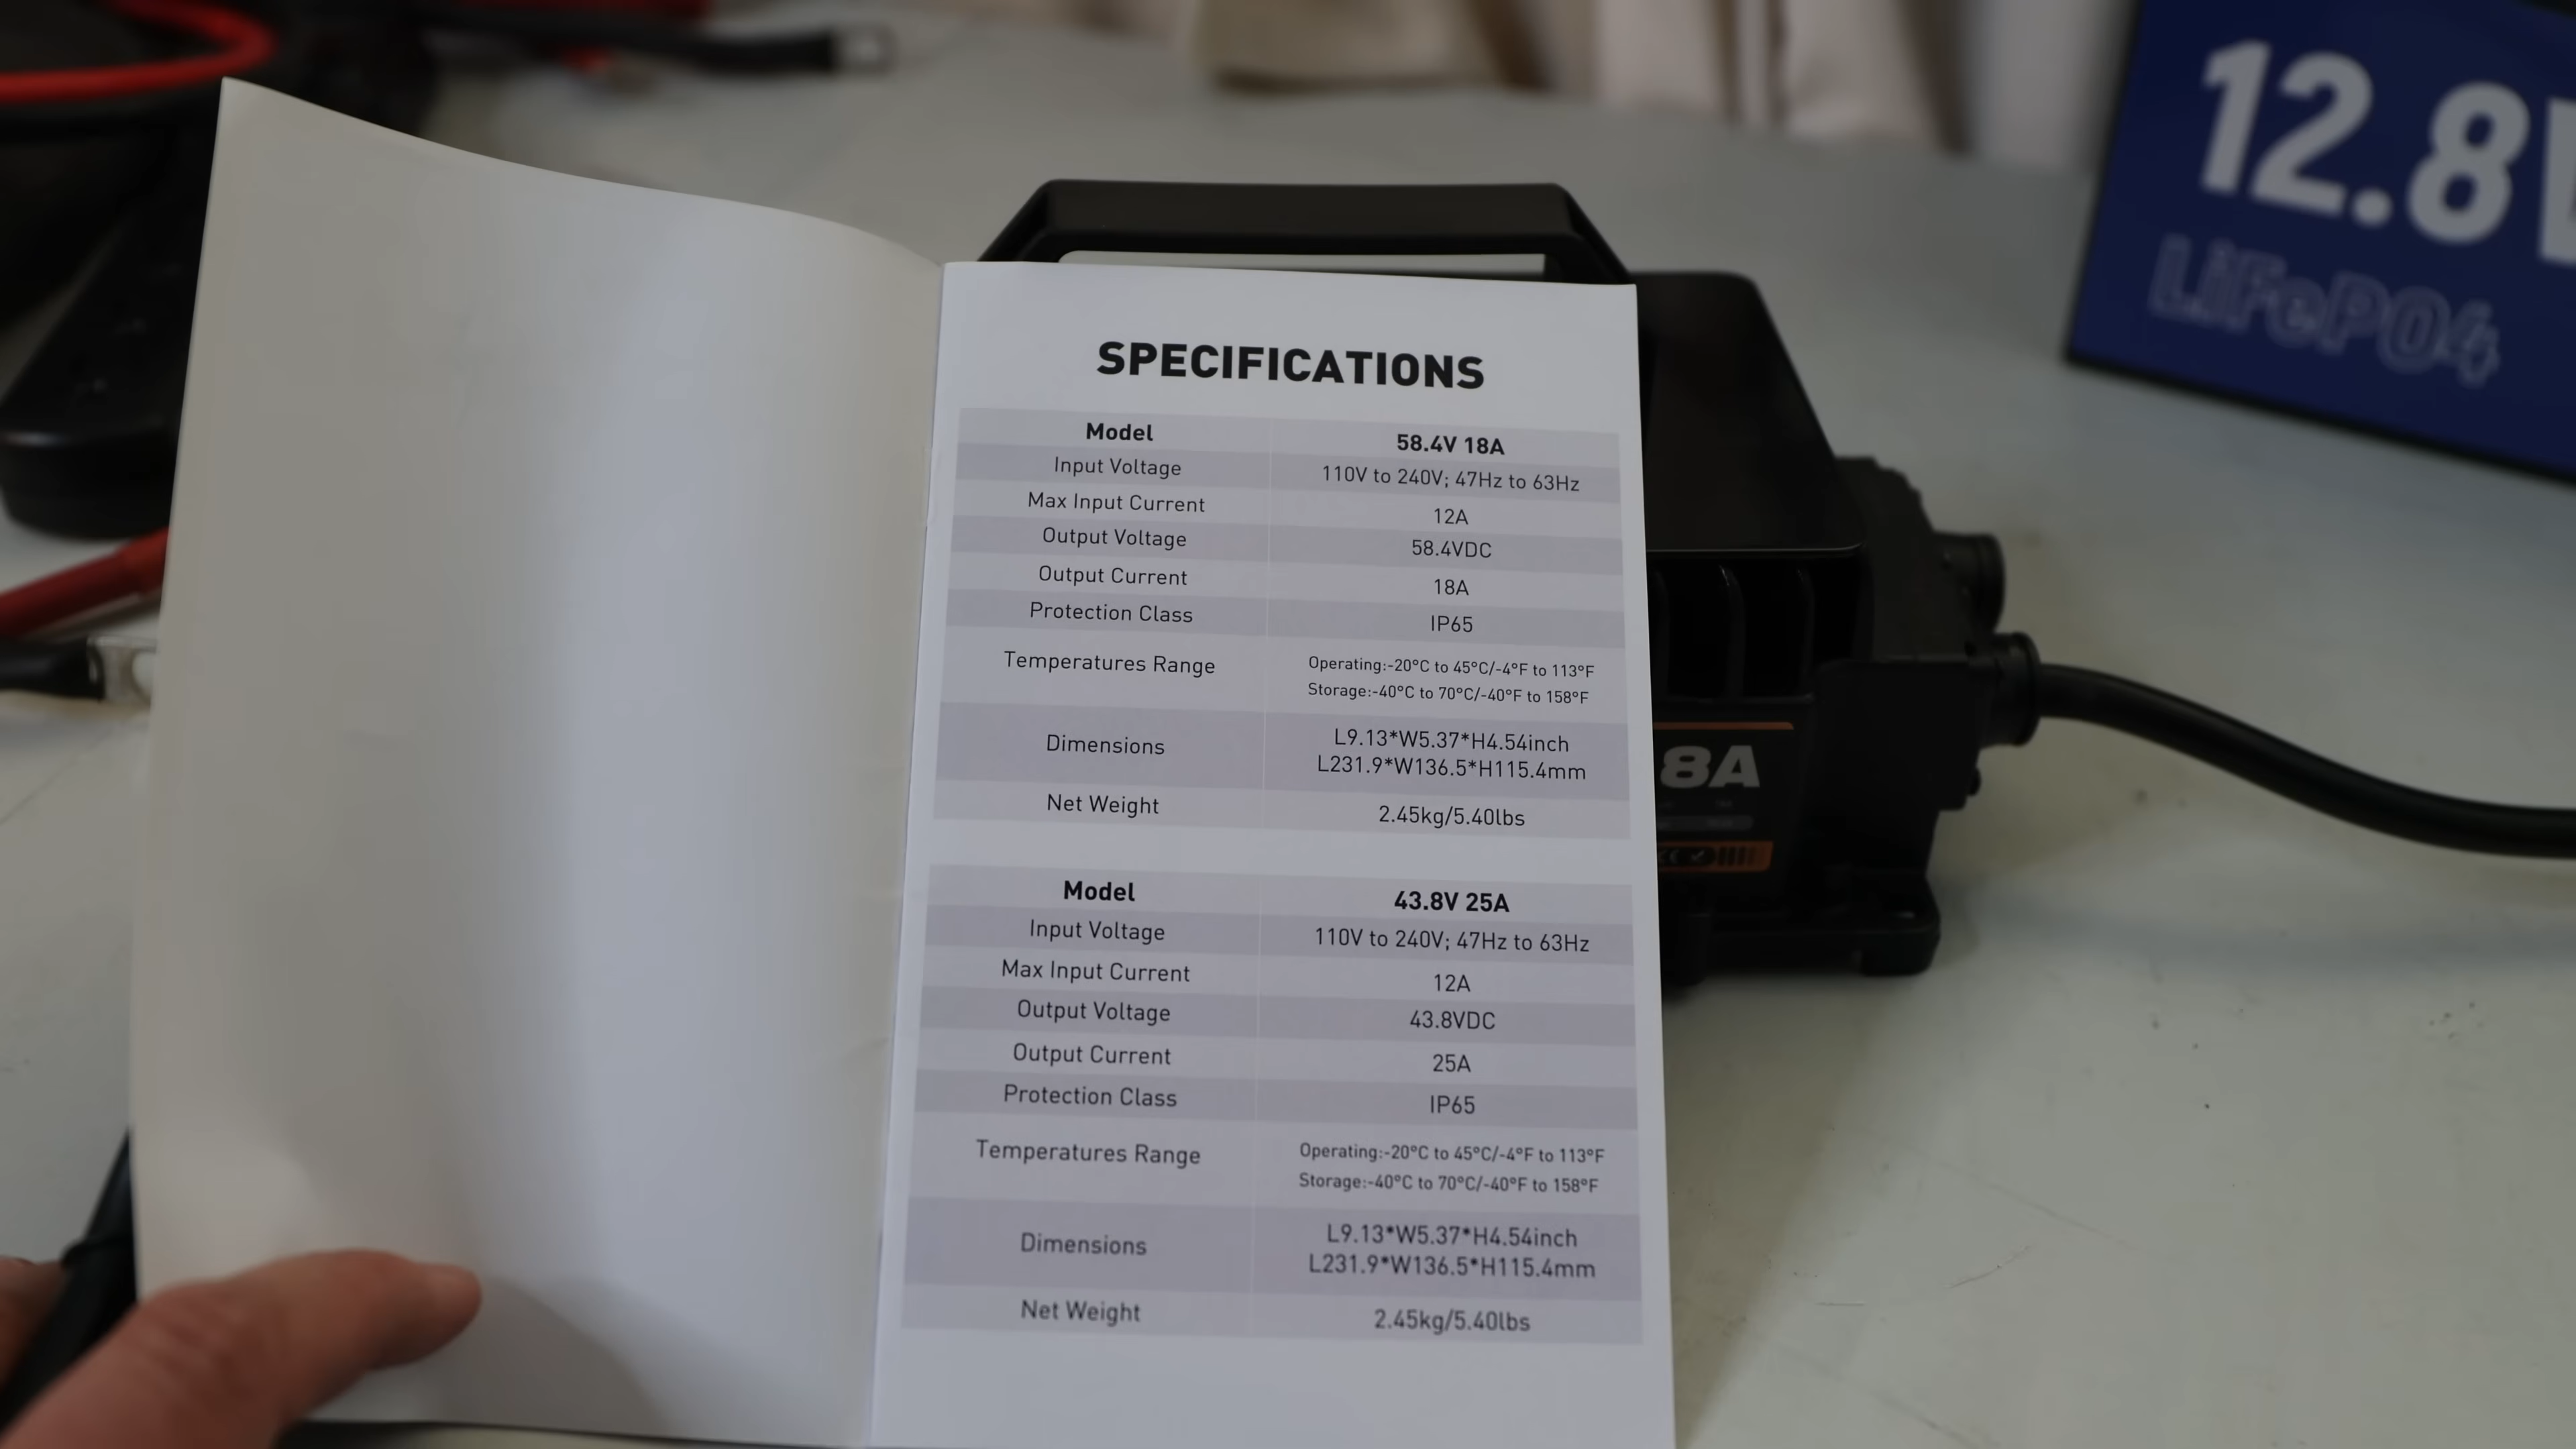 12.8V
LiFePO4
SPECIFICATIONS
Model 58.4V 18A
Input Voltage 110V to 240V; 47Hz to 63Hz
Max Input Current 12A
Output Voltage 58.4VDC
Output Current 18A
Protection Class IP65
Temperatures Range Operating:-20°C to 45°C/-4°F to 113°F
Storage:-40°C to 70°C/-40°F to 158°F
Dimensions L9.13*W5.37*H4.54inch
L231.9*W136.5*H115.4mm
Net Weight 2.45kg/5.40lbs
Model 43.8V 25A
Input Voltage 110V to 240V; 47Hz to 63Hz
Max Input Current 12A
Output Voltage 43.8VDC
Output Current 25A
Protection Class IP65
Temperatures Range Operating:-20°C to 45°C/-4°F to 113°F
Storage:-40°C to 70°C/-40°F to 158°F
Dimensions L9.13*W5.37*H4.54inch
L231.9*W136.5*H115.4mm
Net Weight 2.45kg/5.40lbs
8A